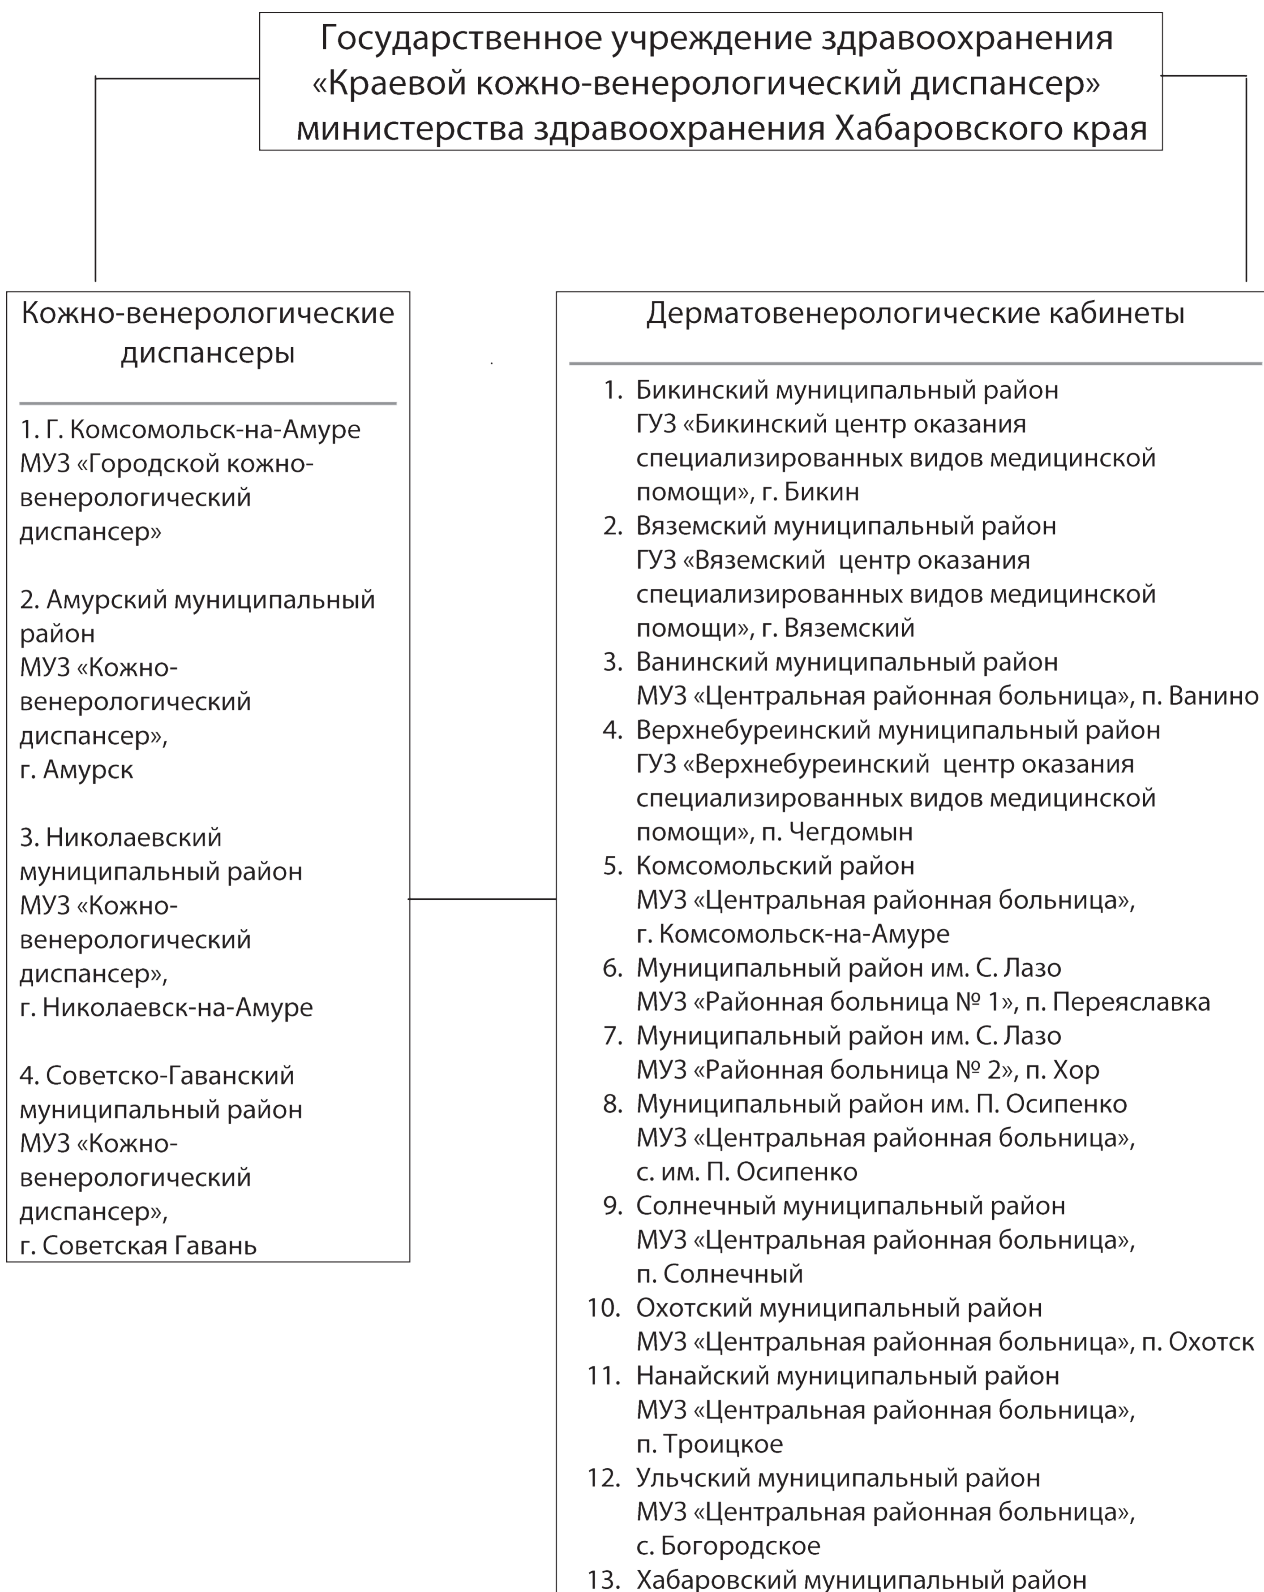 Государственное учреждение здравоохранения
«Краевой кожно-венерологический диспансер»
министерства здравоохранения Хабаровского края
Кожно-венерологические
диспансеры
1. Г. Комсомольск-на-Амуре
МУЗ «Городской кожно-
венерологический
диспансер»
2. Амурский муниципальный
район
МУЗ «Кожно-
венерологический
диспансер»,
г. Амурск
3. Николаевский
муниципальный район
МУЗ «Кожно-
венерологический
диспансер»,
г. Николаевск-на-Амуре
4. Советско-Гаванский
муниципальный район
МУЗ «Кожно-
венерологический
диспансер»,
г. Советская Гавань
Дерматовенерологические кабинеты
1. Бикинский муниципальный район
ГУЗ «Бикинский центр оказания
специализированных видов медицинской
помощи», г. Бикин
2. Вяземский муниципальный район
ГУЗ «Вяземский центр оказания
специализированных видов медицинской
помощи», г. Вяземский
3. Ванинский муниципальный район
МУЗ «Центральная районная больница», п. Ванино
4. Верхнебуреинский муниципальный район
ГУЗ «Верхнебуреинский центр оказания
специализированных видов медицинской
помощи», п. Чегдомын
5. Комсомольский район
МУЗ «Центральная районная больница»,
г. Комсомольск-на-Амуре
6. Муниципальный район им. С. Лазо
МУЗ «Районная больница № 1», п. Переяславка
7. Муниципальный район им. С. Лазо
МУЗ «Районная больница № 2», п. Хор
8. Муниципальный район им. П. Осипенко
МУЗ «Центральная районная больница»,
с. им. П. Осипенко
9. Солнечный муниципальный район
МУЗ «Центральная районная больница»,
п. Солнечный
10. Охотский муниципальный район
МУЗ «Центральная районная больница», п. Охотск
11. Нанайский муниципальный район
МУЗ «Центральная районная больница»,
п. Троицкое
12. Ульчский муниципальный район
МУЗ «Центральная районная больница»,
с. Богородское
13. Хабаровский муниципальный район